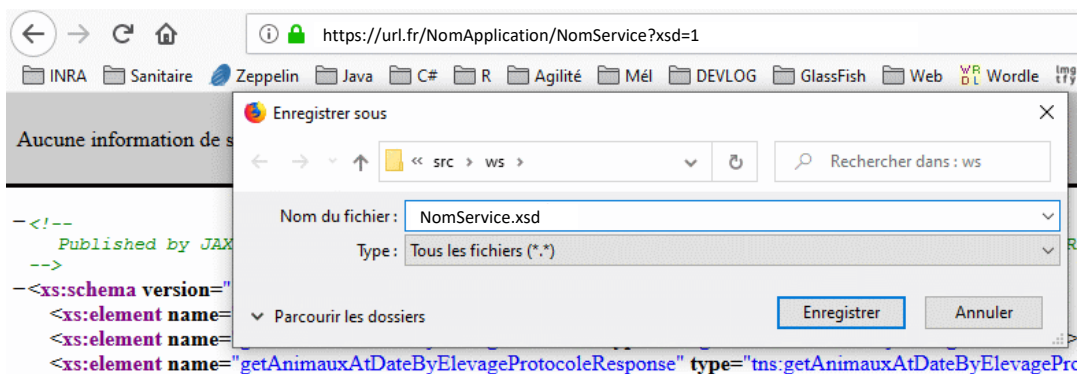 https://url.fr/NomApplication/NomService?xsd=1
INRA Sanitaire Zeppelin Java C# R Agilité Mél DEVLOG GlassFish Web Wordle
Enregistrer sous
Aucune information de s
« src > ws >
Rechercher dans : ws
Nom du fichier : NomService.xsd
Type : Tous les fichiers (*.*)
−<!--
Published by JAX
-->
−<xs:schema version="
Parcourir les dossiers
Enregistrer
Annuler
<xs:element name="
<xs:element name=
<xs:element name="getAnimauxAtDateByElevageProtocoleResponse" type="tns:getAnimauxAtDateByElevagePro